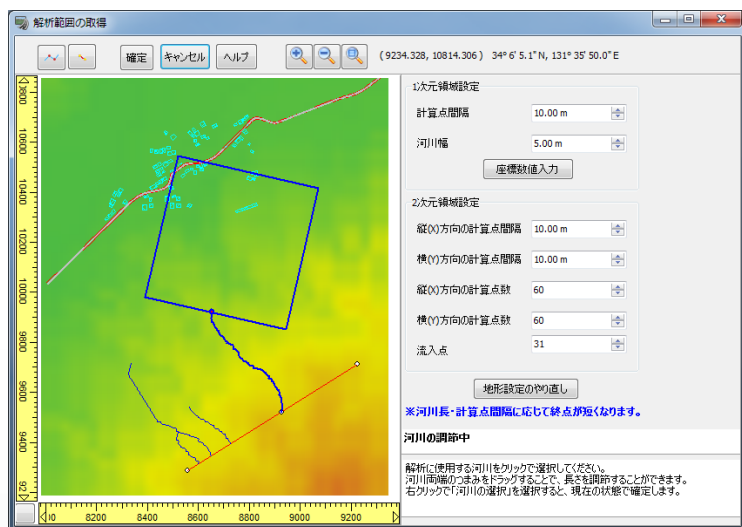 解析範囲の取得
確定 キャンセル ヘルプ (9234.328, 10814.306) 34° 6' 5.1" N, 131° 35' 50.0" E
1次元領域設定
計算点間隔 10.00 m
河川幅 5.00 m
座標数値入力
2次元領域設定
縦(X)方向の計算点間隔 10.00 m
横(Y)方向の計算点間隔 10.00 m
縦(X)方向の計算点数 60
横(Y)方向の計算点数 60
流入点 31
地形設定のやり直し
※河川長・計算点間隔に応じて終点が短くなります。
河川の調節中
解析に使用する河川をクリックで選択してください。
河川両端のつまみをドラッグすることで、長さを調節することができます。
右クリックで「河川の選択」を選択すると、現在の状態で確定します。
10600
10400
10200
10000
9800
9600
9400
92
8200 8400 8600 8800 9000 9200